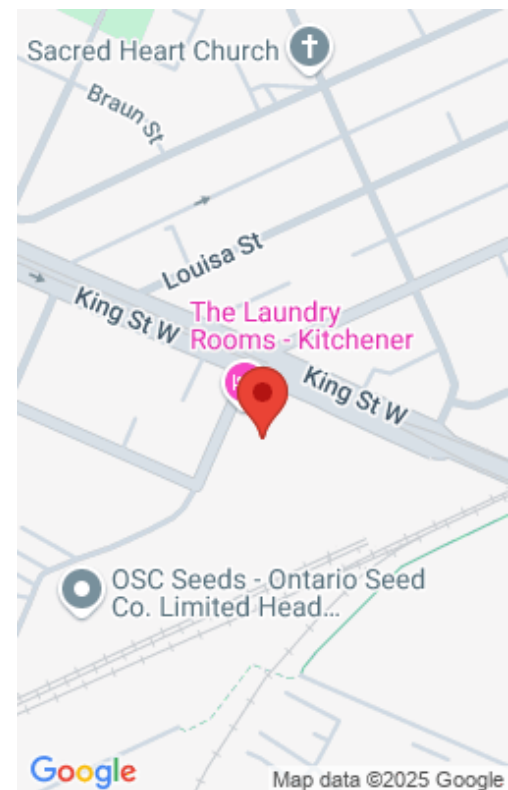 Sacred Heart Church
Braun St
Louisa St
King St W
The Laundry
Rooms - Kitchener
King St W
OSC Seeds - Ontario Seed
Co. Limited Head...
Google
Map data ©2025 Google